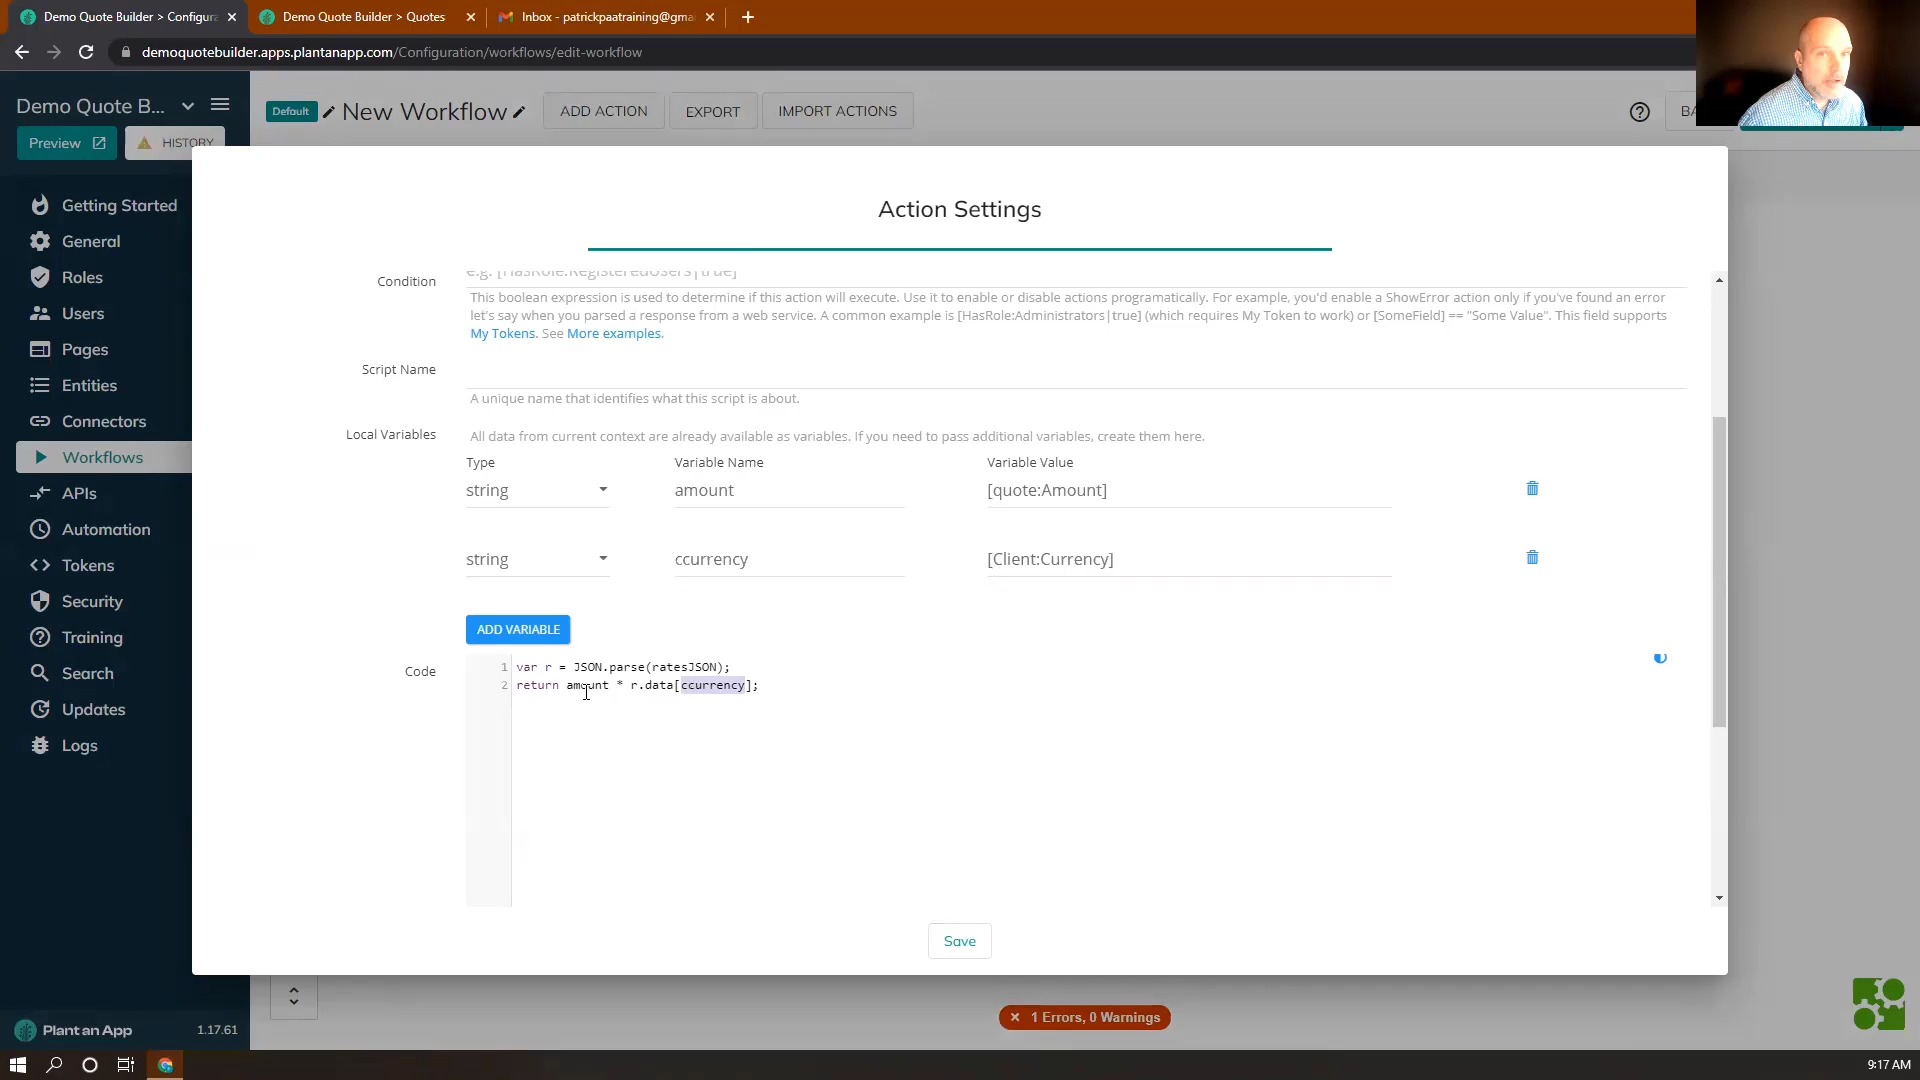 Demo Quote Builder > Configura
Demo Quote Builder > Quotes
Inbox - patrickpaatraining@gma
demoquotebuilder.apps.plantanapp.com/Configuration/workflows/edit-workflow
Demo Quote B...
Default
New Workflow
ADD ACTION
EXPORT
IMPORT ACTIONS
BA
Preview
HISTORY
Getting Started
General
Roles
Users
Pages
Entities
Connectors
Workflows
APIs
Automation
Tokens
Security
Training
Search
Updates
Logs
Plant an App
1.17.61
Action Settings
Condition
e.g. [HasRole:RegisteredUsers|true]
This boolean expression is used to determine if this action will execute. Use it to enable or disable actions programatically. For example, you'd enable a ShowError action only if you've found an error
let's say when you parsed a response from a web service. A common example is [HasRole:Administrators|true] (which requires My Token to work) or [SomeField] == "Some Value". This field supports
My Tokens. See More examples.
Script Name
A unique name that identifies what this script is about.
Local Variables
All data from current context are already available as variables. If you need to pass additional variables, create them here.
Type Variable Name Variable Value
string amount [quote:Amount]
string ccurrency [Client:Currency]
ADD VARIABLE
Code
1 var r = JSON.parse(ratesJSON);
2 return amount * r.data[ccurrency];
Save
1 Errors, 0 Warnings
9:17 AM